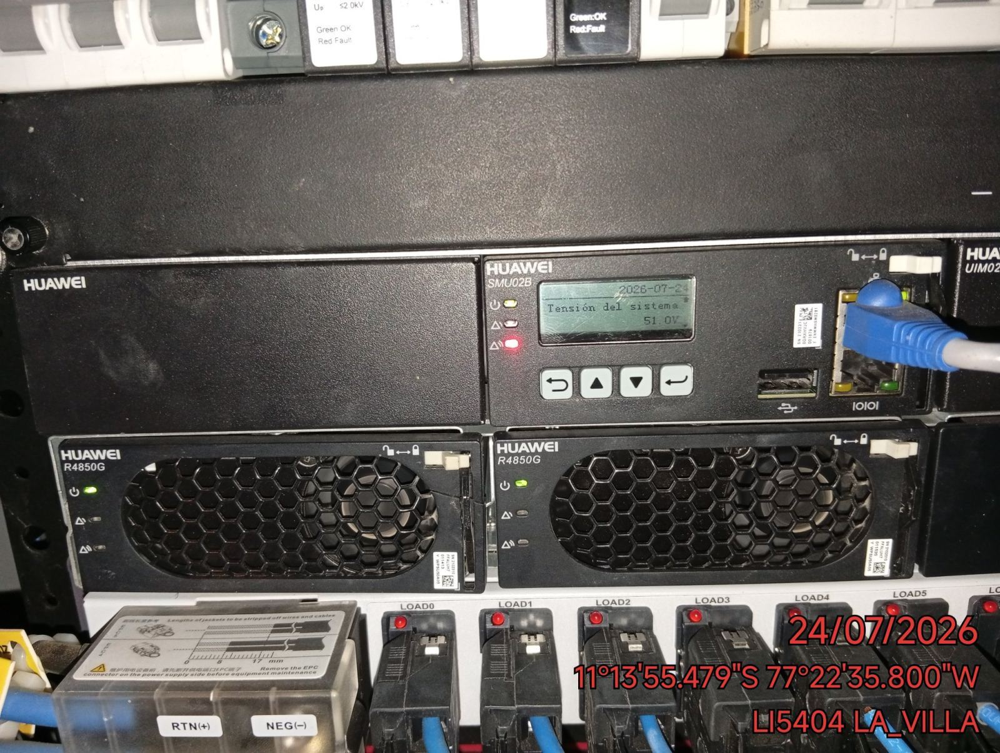 Up ≤2.0kV
Green OK
Red Fault
Green:OK
Red:Fault
HUAWEI
HUAWEI
SMU02B
2026-07-24
Tensión del sistema
51.0V
IOIOI
HUAWEI
R4850G
HUAWEI
R4850G
LOAD0
LOAD1
LOAD2
LOAD3
LOAD4
LOAD5
Lengths of jackets to be stripped off wires and cables
0 8 17 mm
Remove the EPC
connector on the power supply side before equipment maintenance
RTN(+)
NEG(−)
24/07/2026
11°13'55.479"S 77°22'35.800"W
LI5404 LA_VILLA